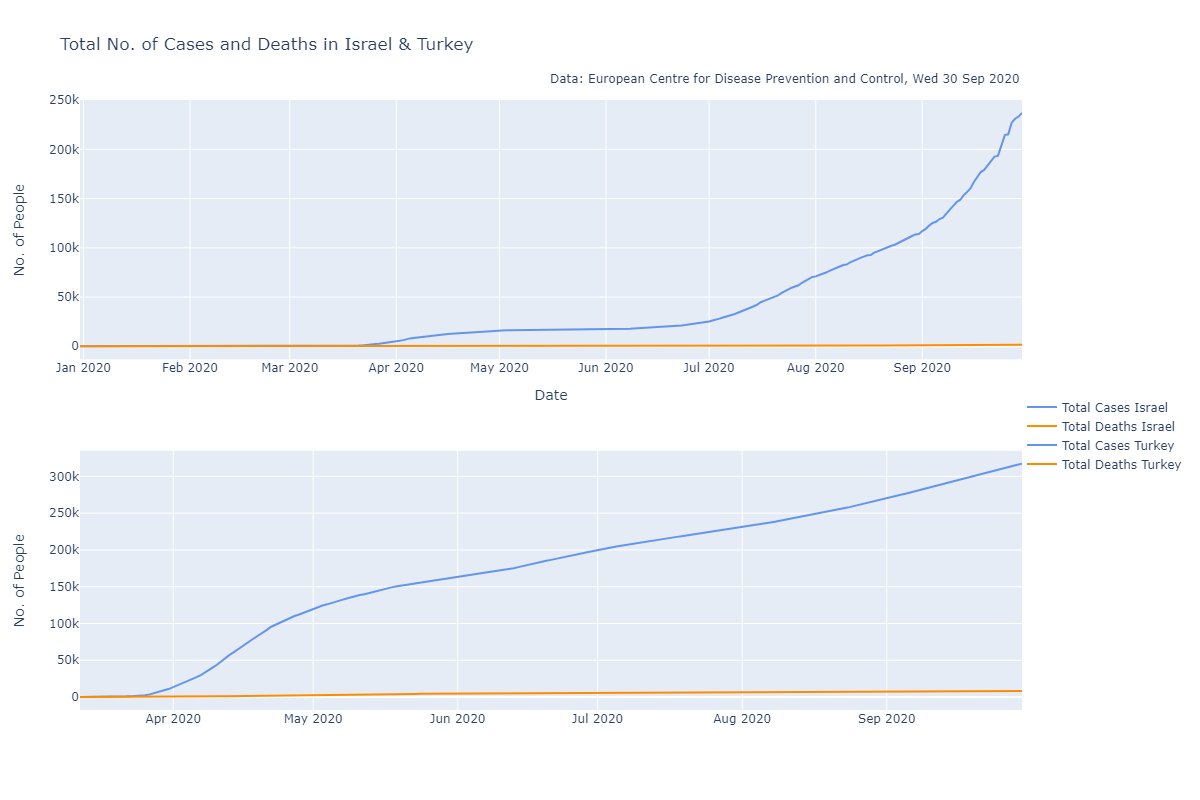 Total No. of Cases and Deaths in Israel & Turkey
Data: European Centre for Disease Prevention and Control, Wed 30 Sep 2020
No. of People
250k
200k
150k
100k
50k
0
Jan 2020 Feb 2020 Mar 2020 Apr 2020 May 2020 Jun 2020 Jul 2020 Aug 2020 Sep 2020
Date
Total Cases Israel
Total Deaths Israel
Total Cases Turkey
Total Deaths Turkey
No. of People
300k
250k
200k
150k
100k
50k
0
Apr 2020 May 2020 Jun 2020 Jul 2020 Aug 2020 Sep 2020